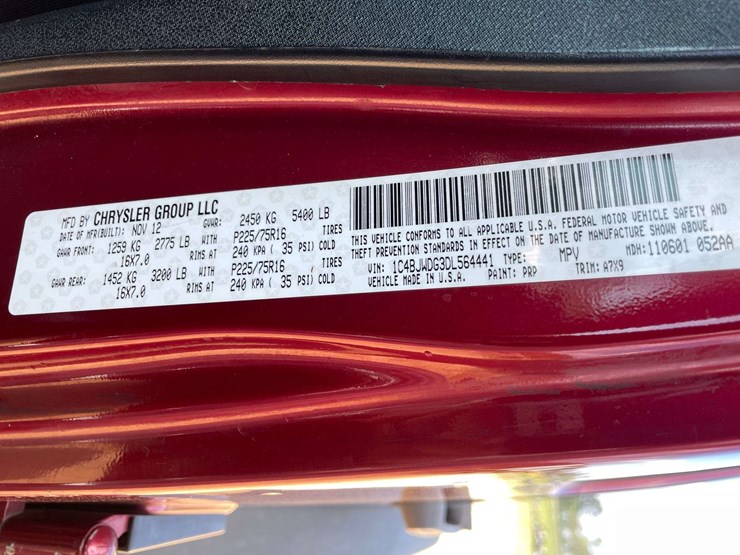 MFD BY CHRYSLER GROUP LLC
DATE OF MFR(BUILT): NOV 12 GVWR: 2450 KG 5400 LB
GAWR FRONT: 1259 KG 2775 LB WITH P225/75R16 TIRES
16X7.0 RIMS AT 240 KPA ( 35 PSI) COLD
GAWR REAR: 1452 KG 3200 LB WITH P225/75R16 TIRES
16X7.0 RIMS AT 240 KPA ( 35 PSI) COLD
THIS VEHICLE CONFORMS TO ALL APPLICABLE U.S.A. FEDERAL MOTOR VEHICLE SAFETY AND
THEFT PREVENTION STANDARDS IN EFFECT ON THE DATE OF MANUFACTURE SHOWN ABOVE.
VIN: 1C4BJWDG3DL564441 TYPE: MPV MDH:110601 052AA
VEHICLE MADE IN U.S.A. PAINT: PRP TRIM: A7X9